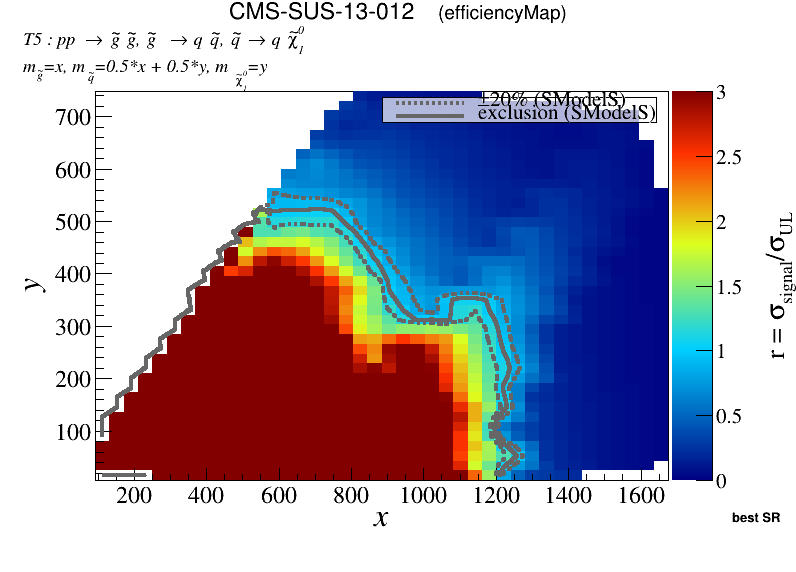 CMS-SUS-13-012 (efficiencyMap)
T5 : pp → g̃ g̃, g̃ → q q̃, q̃ → q χ̃⁰₁
m_g̃=x, m_q̃=0.5*x + 0.5*y, m_χ̃⁰₁=y
±20% (SModelS)
exclusion (SModelS)
700
600
500
400
300
200
100
y
200 400 600 800 1000 1200 1400 1600
x
3
2.5
2
1.5
1
0.5
0
r = σ_signal/σ_UL
best SR